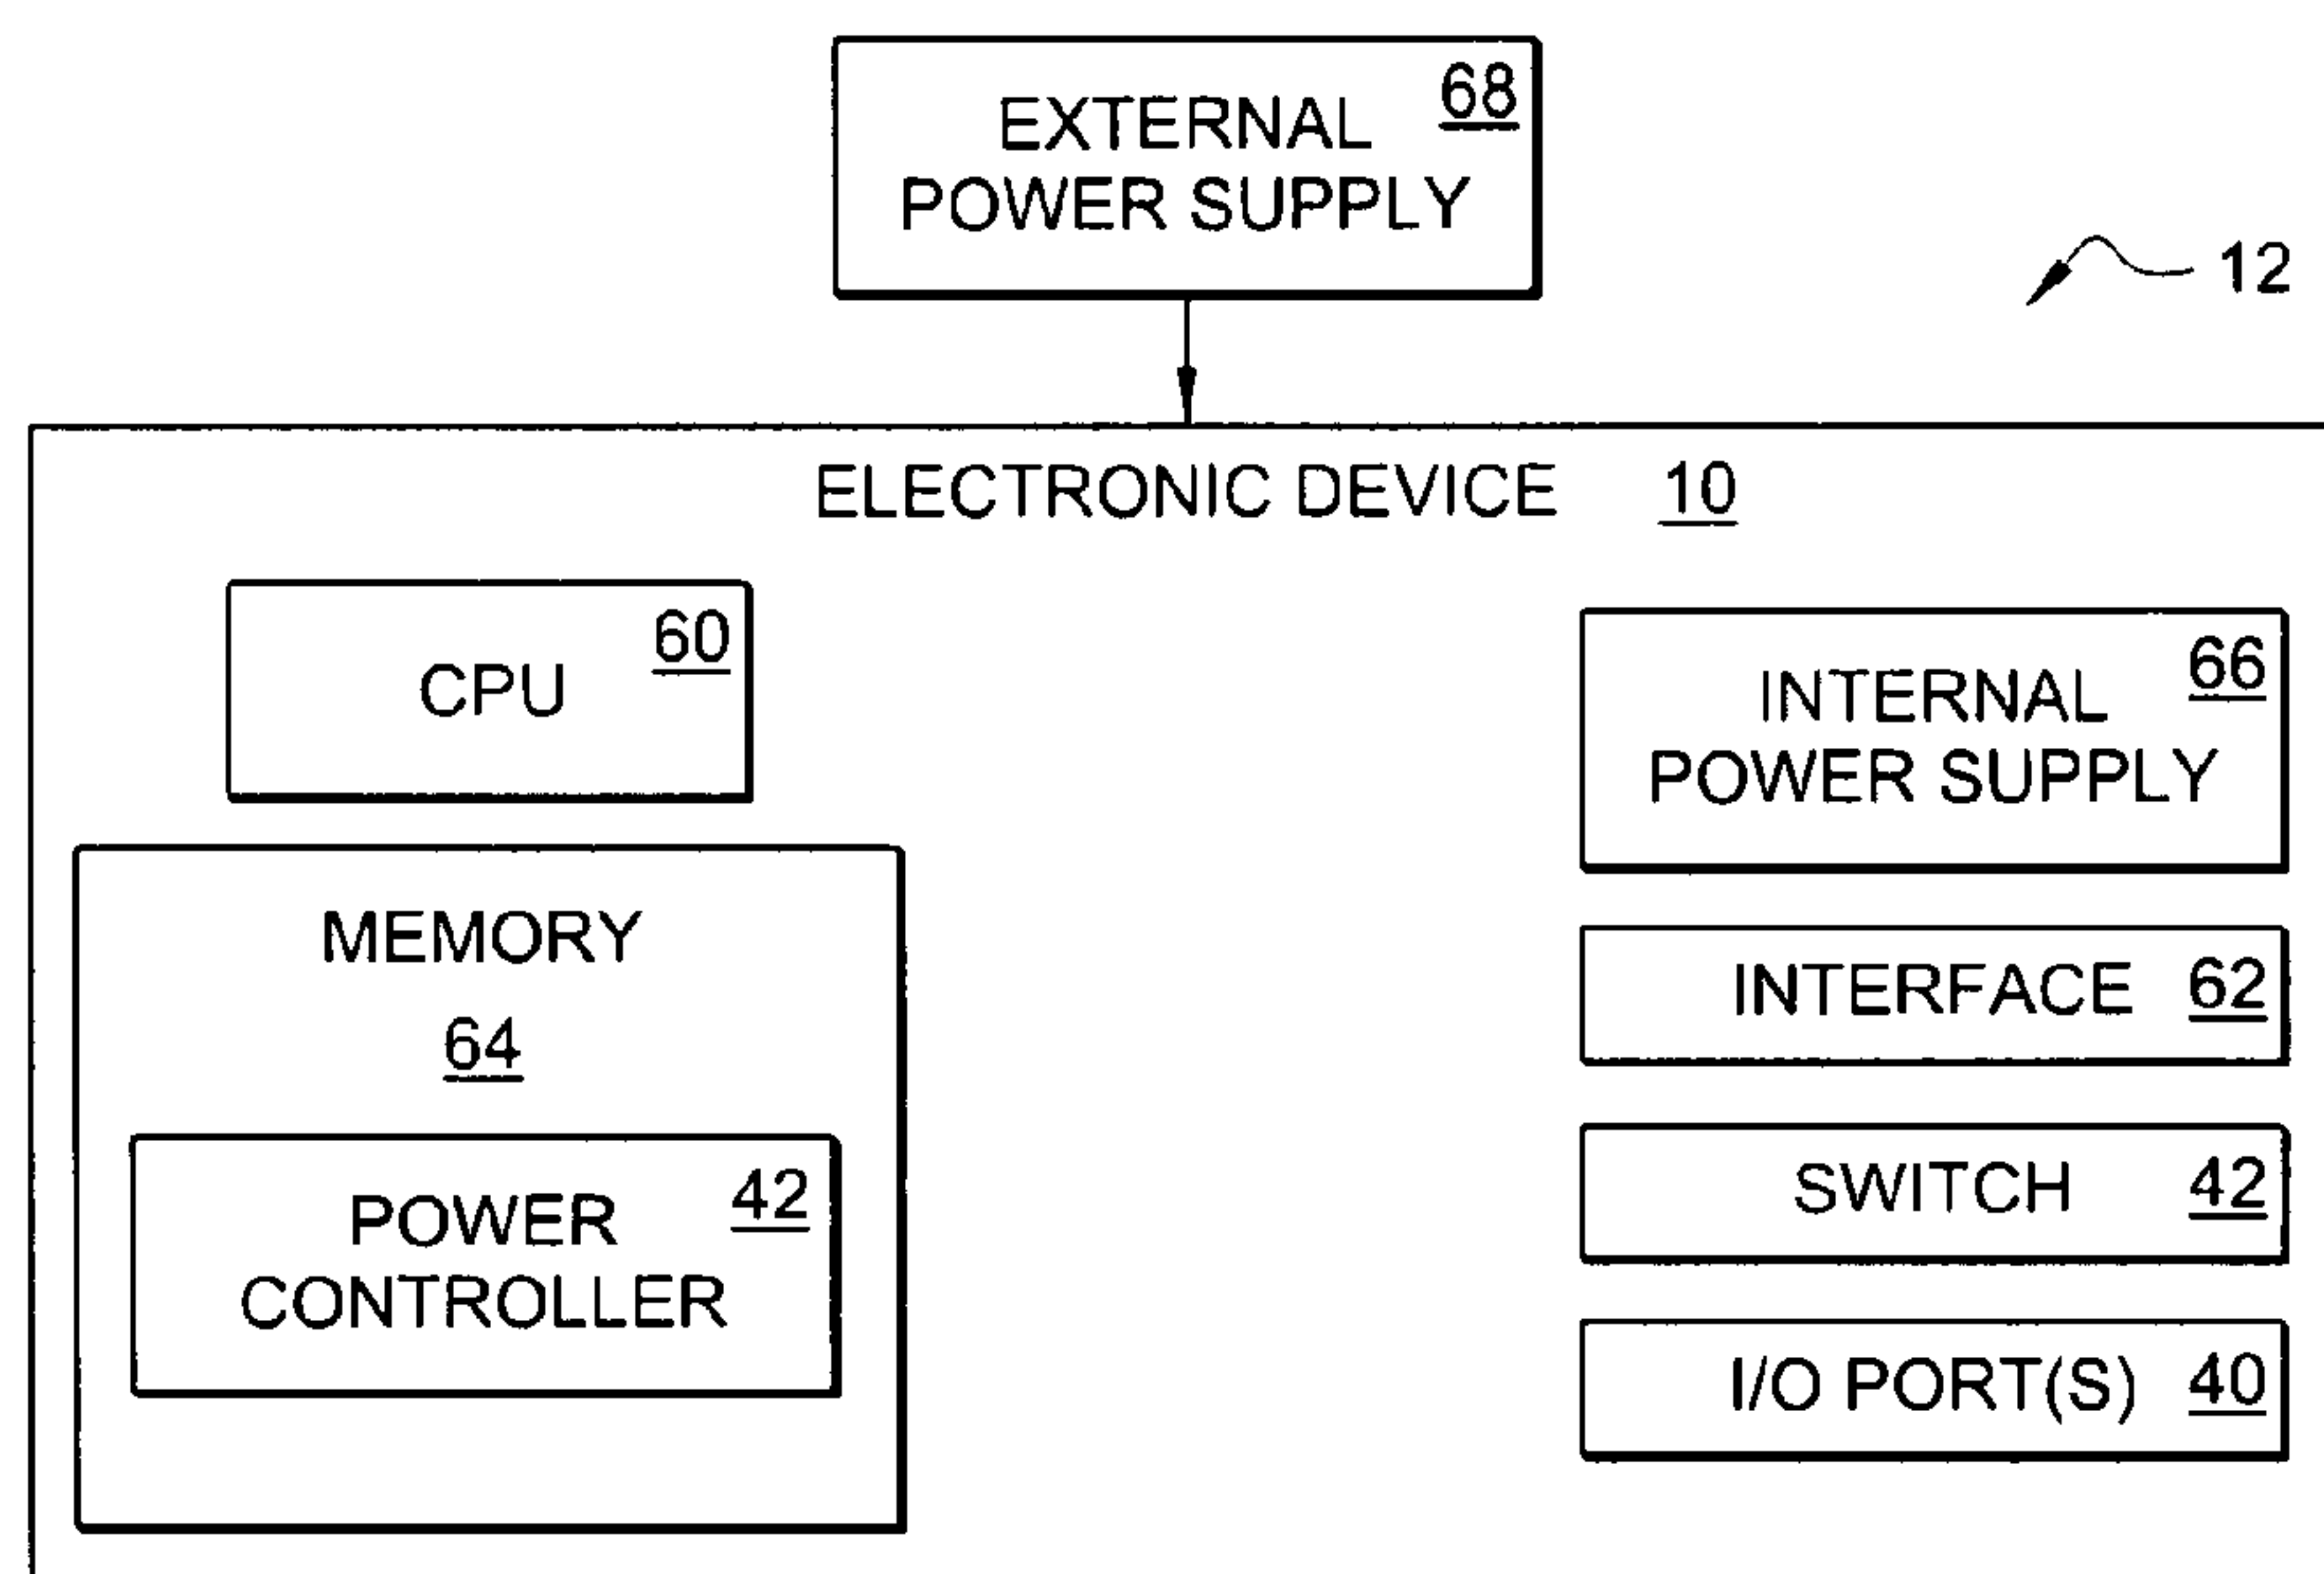 EXTERNAL 68
POWER SUPPLY
12
ELECTRONIC DEVICE 10
CPU 60
INTERNAL 66
POWER SUPPLY
MEMORY
64
POWER 42
CONTROLLER
INTERFACE 62
SWITCH 42
I/O PORT(S) 40